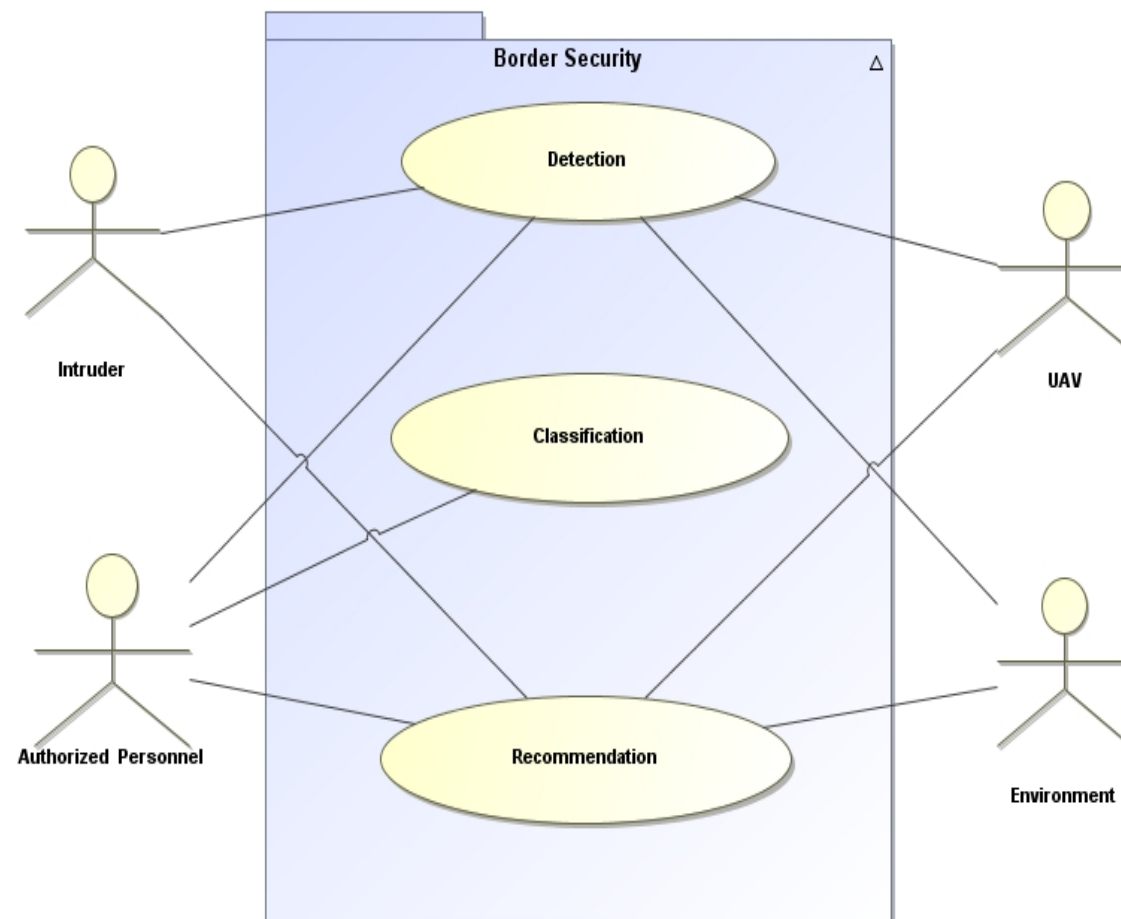 Border Security
Detection
Intruder
UAV
Classification
Authorized Personnel
Recommendation
Environment